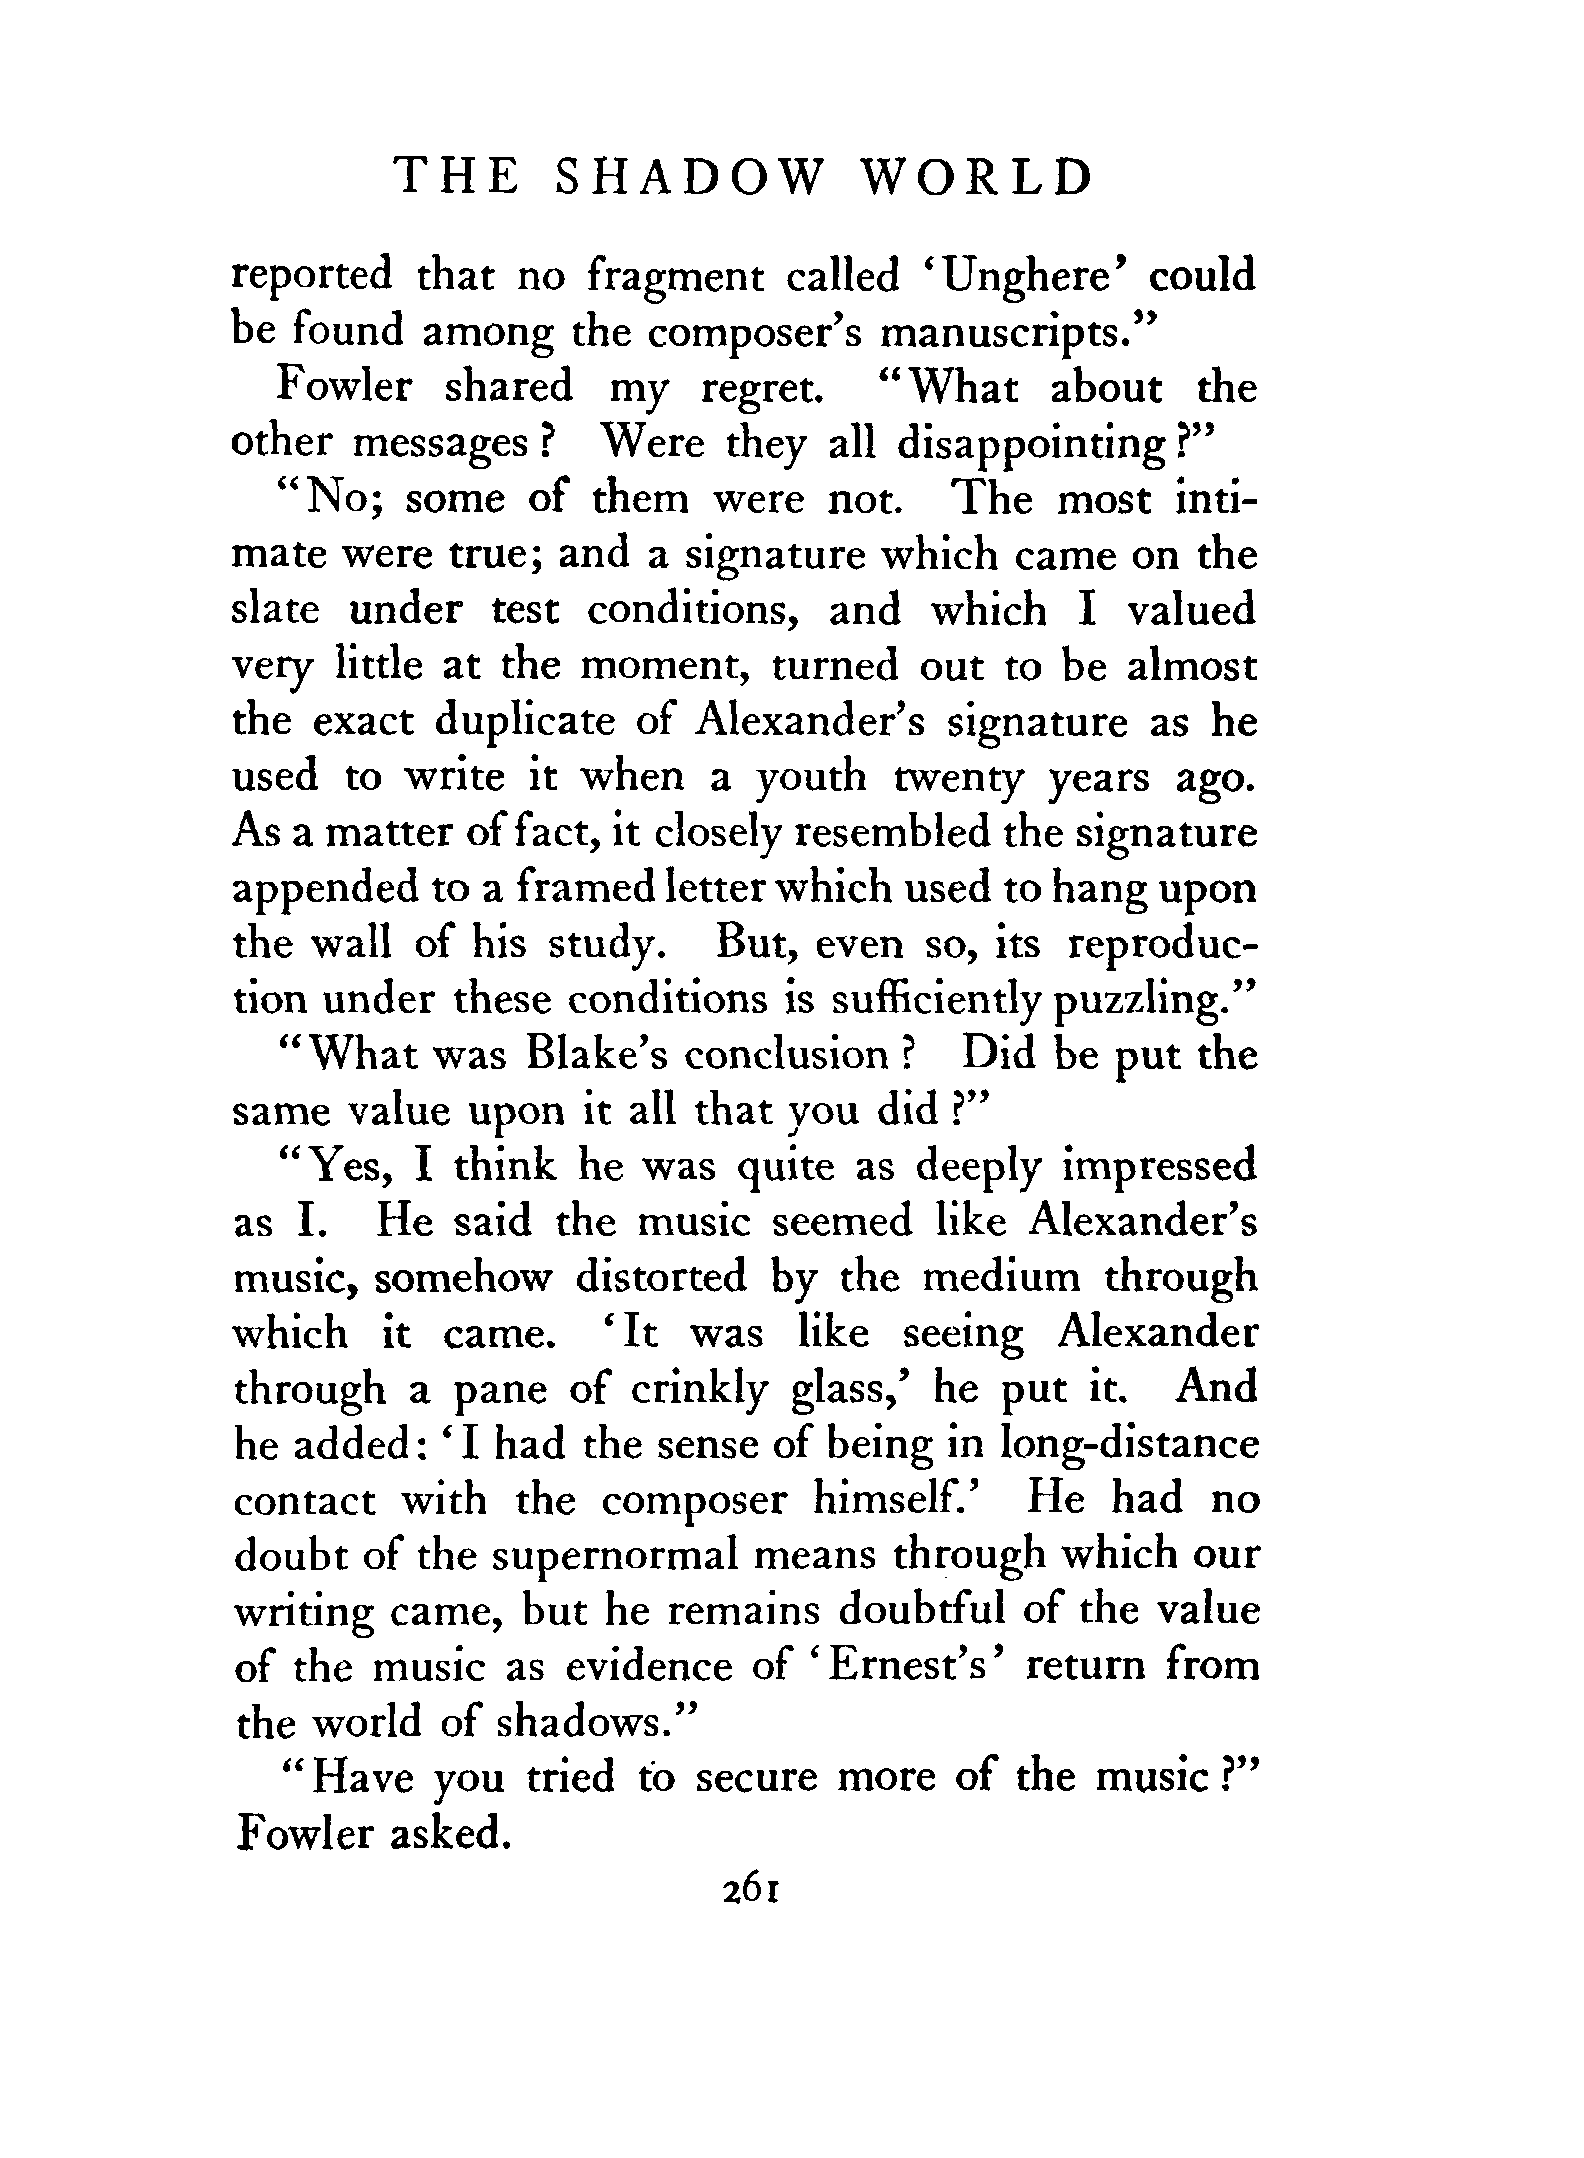 THE SHADOW WORLD
reported that no fragment called ‘Unghere’ could
be found among the composer’s manuscripts.”
Fowler shared my regret. “What about the
other messages? Were they all disappointing?”
“No; some of them were not. The most inti-
mate were true; and a signature which came on the
slate under test conditions, and which I valued
very little at the moment, turned out to be almost
the exact duplicate of Alexander’s signature as he
used to write it when a youth twenty years ago.
As a matter of fact, it closely resembled the signature
appended to a framed letter which used to hang upon
the wall of his study. But, even so, its reproduc-
tion under these conditions is sufficiently puzzling.”
“What was Blake’s conclusion? Did be put the
same value upon it all that you did?”
“Yes, I think he was quite as deeply impressed
as I. He said the music seemed like Alexander’s
music, somehow distorted by the medium through
which it came. ‘It was like seeing Alexander
through a pane of crinkly glass,’ he put it. And
he added: ‘I had the sense of being in long-distance
contact with the composer himself.’ He had no
doubt of the supernormal means through which our
writing came, but he remains doubtful of the value
of the music as evidence of ‘Ernest’s’ return from
the world of shadows.”
“Have you tried to secure more of the music?”
Fowler asked.
261